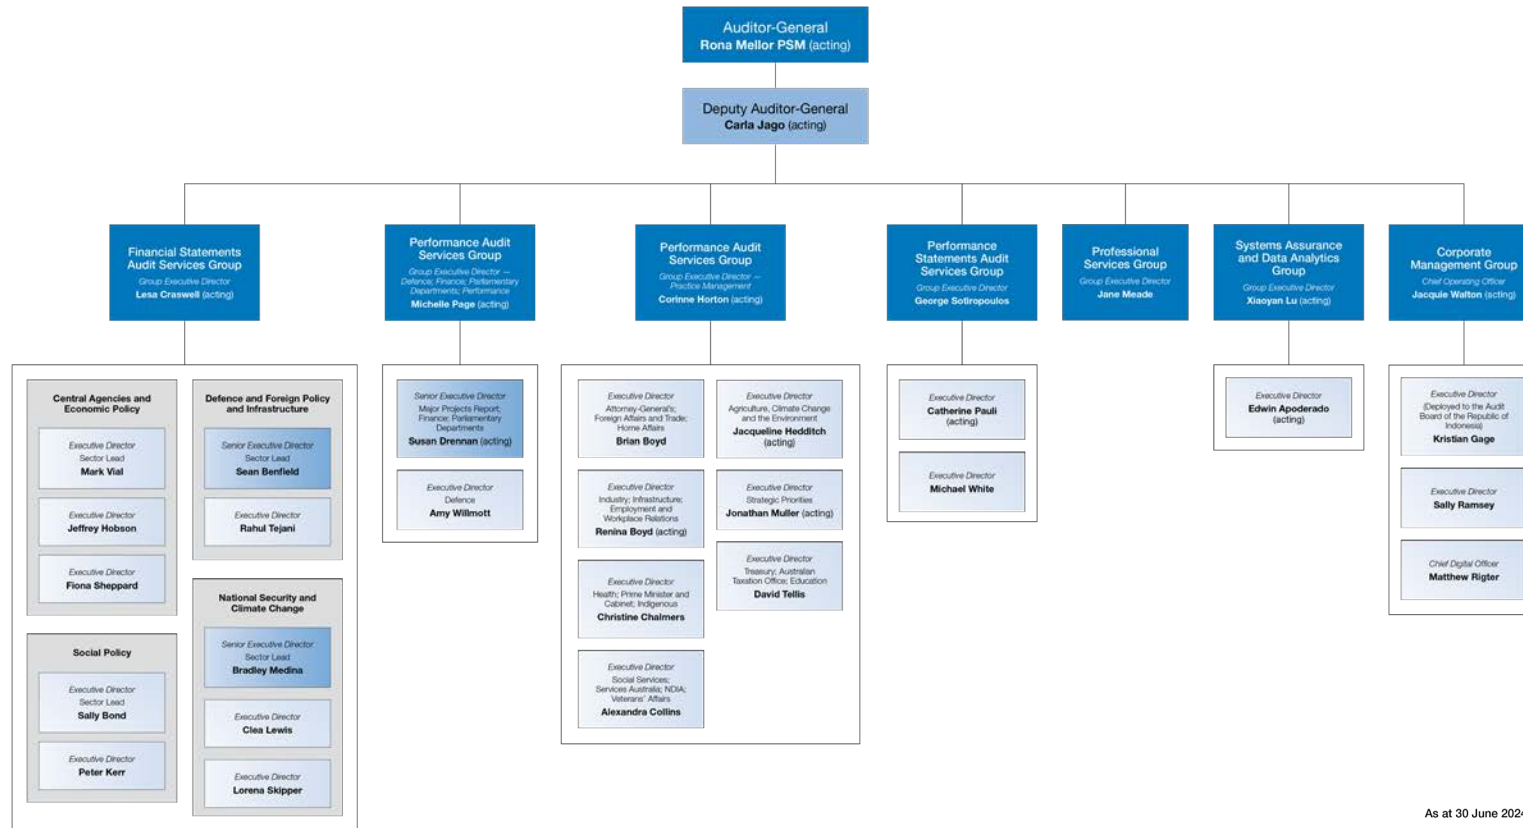 Auditor-General
Rona Mellor PSM (acting)
Deputy Auditor-General
Carla Jago (acting)
Financial Statements
Audit Services Group
Group Executive Director
Lesa Craswell (acting)
Performance Audit
Services Group
Group Executive Director —
Defence; Finance; Parliamentary
Departments; Performance
Michelle Page (acting)
Performance Audit
Services Group
Group Executive Director —
Practice Management
Corinne Horton (acting)
Performance
Statements Audit
Services Group
Group Executive Director
George Sotiropoulos
Professional
Services Group
Group Executive Director
Jane Meade
Systems Assurance
and Data Analytics
Group
Group Executive Director
Xiaoyan Lu (acting)
Corporate
Management Group
Chief Operating Officer
Jacquie Walton (acting)
Central Agencies and
Economic Policy
Executive Director
Sector Lead
Mark Vial
Executive Director
Jeffrey Hobson
Executive Director
Fiona Sheppard
Social Policy
Executive Director
Sector Lead
Sally Bond
Executive Director
Peter Kerr
Defence and Foreign Policy
and Infrastructure
Senior Executive Director
Sector Lead
Sean Benfield
Executive Director
Rahul Tejani
National Security and
Climate Change
Senior Executive Director
Sector Lead
Bradley Medina
Executive Director
Clea Lewis
Executive Director
Lorena Skipper
Senior Executive Director
Major Projects Report;
Finance; Parliamentary
Departments
Susan Drennan (acting)
Executive Director
Defence
Amy Willmott
Executive Director
Attorney-General's;
Foreign Affairs and Trade;
Home Affairs
Brian Boyd
Executive Director
Industry; Infrastructure;
Employment and
Workplace Relations
Renina Boyd (acting)
Executive Director
Health; Prime Minister and
Cabinet; Indigenous
Christine Chalmers
Executive Director
Social Services;
Services Australia; NDIA;
Veterans' Affairs
Alexandra Collins
Executive Director
Agriculture, Climate Change
and the Environment
Jacqueline Hedditch
(acting)
Executive Director
Strategic Priorities
Jonathan Muller (acting)
Executive Director
Treasury; Australian
Taxation Office; Education
David Tellis
Executive Director
Catherine Pauli
(acting)
Executive Director
Michael White
Executive Director
Edwin Apoderado
(acting)
Executive Director
(Deployed to the Audit
Board of the Republic of
Indonesia)
Kristian Gage
Executive Director
Sally Ramsey
Chief Digital Officer
Matthew Rigter
As at 30 June 2024